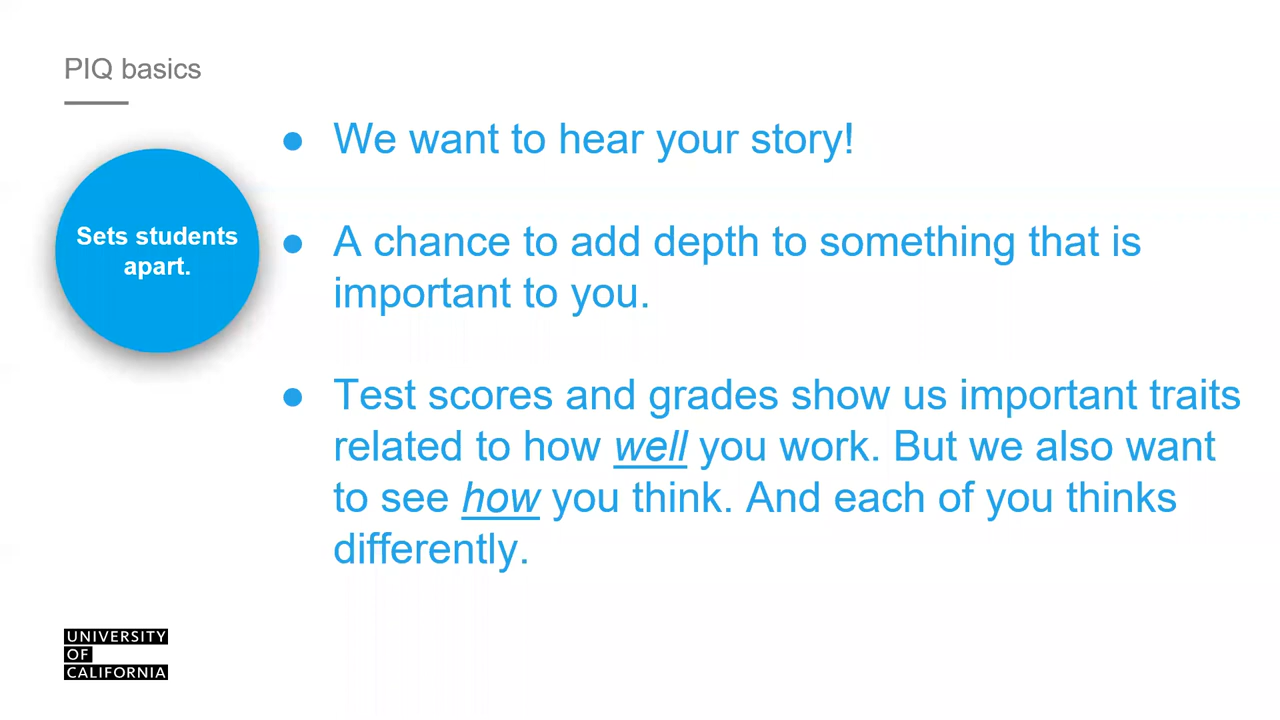 PIQ basics
Sets students
apart.
● We want to hear your story!
● A chance to add depth to something that is
important to you.
● Test scores and grades show us important traits
related to how well you work. But we also want
to see how you think. And each of you thinks
differently.
UNIVERSITY
OF
CALIFORNIA